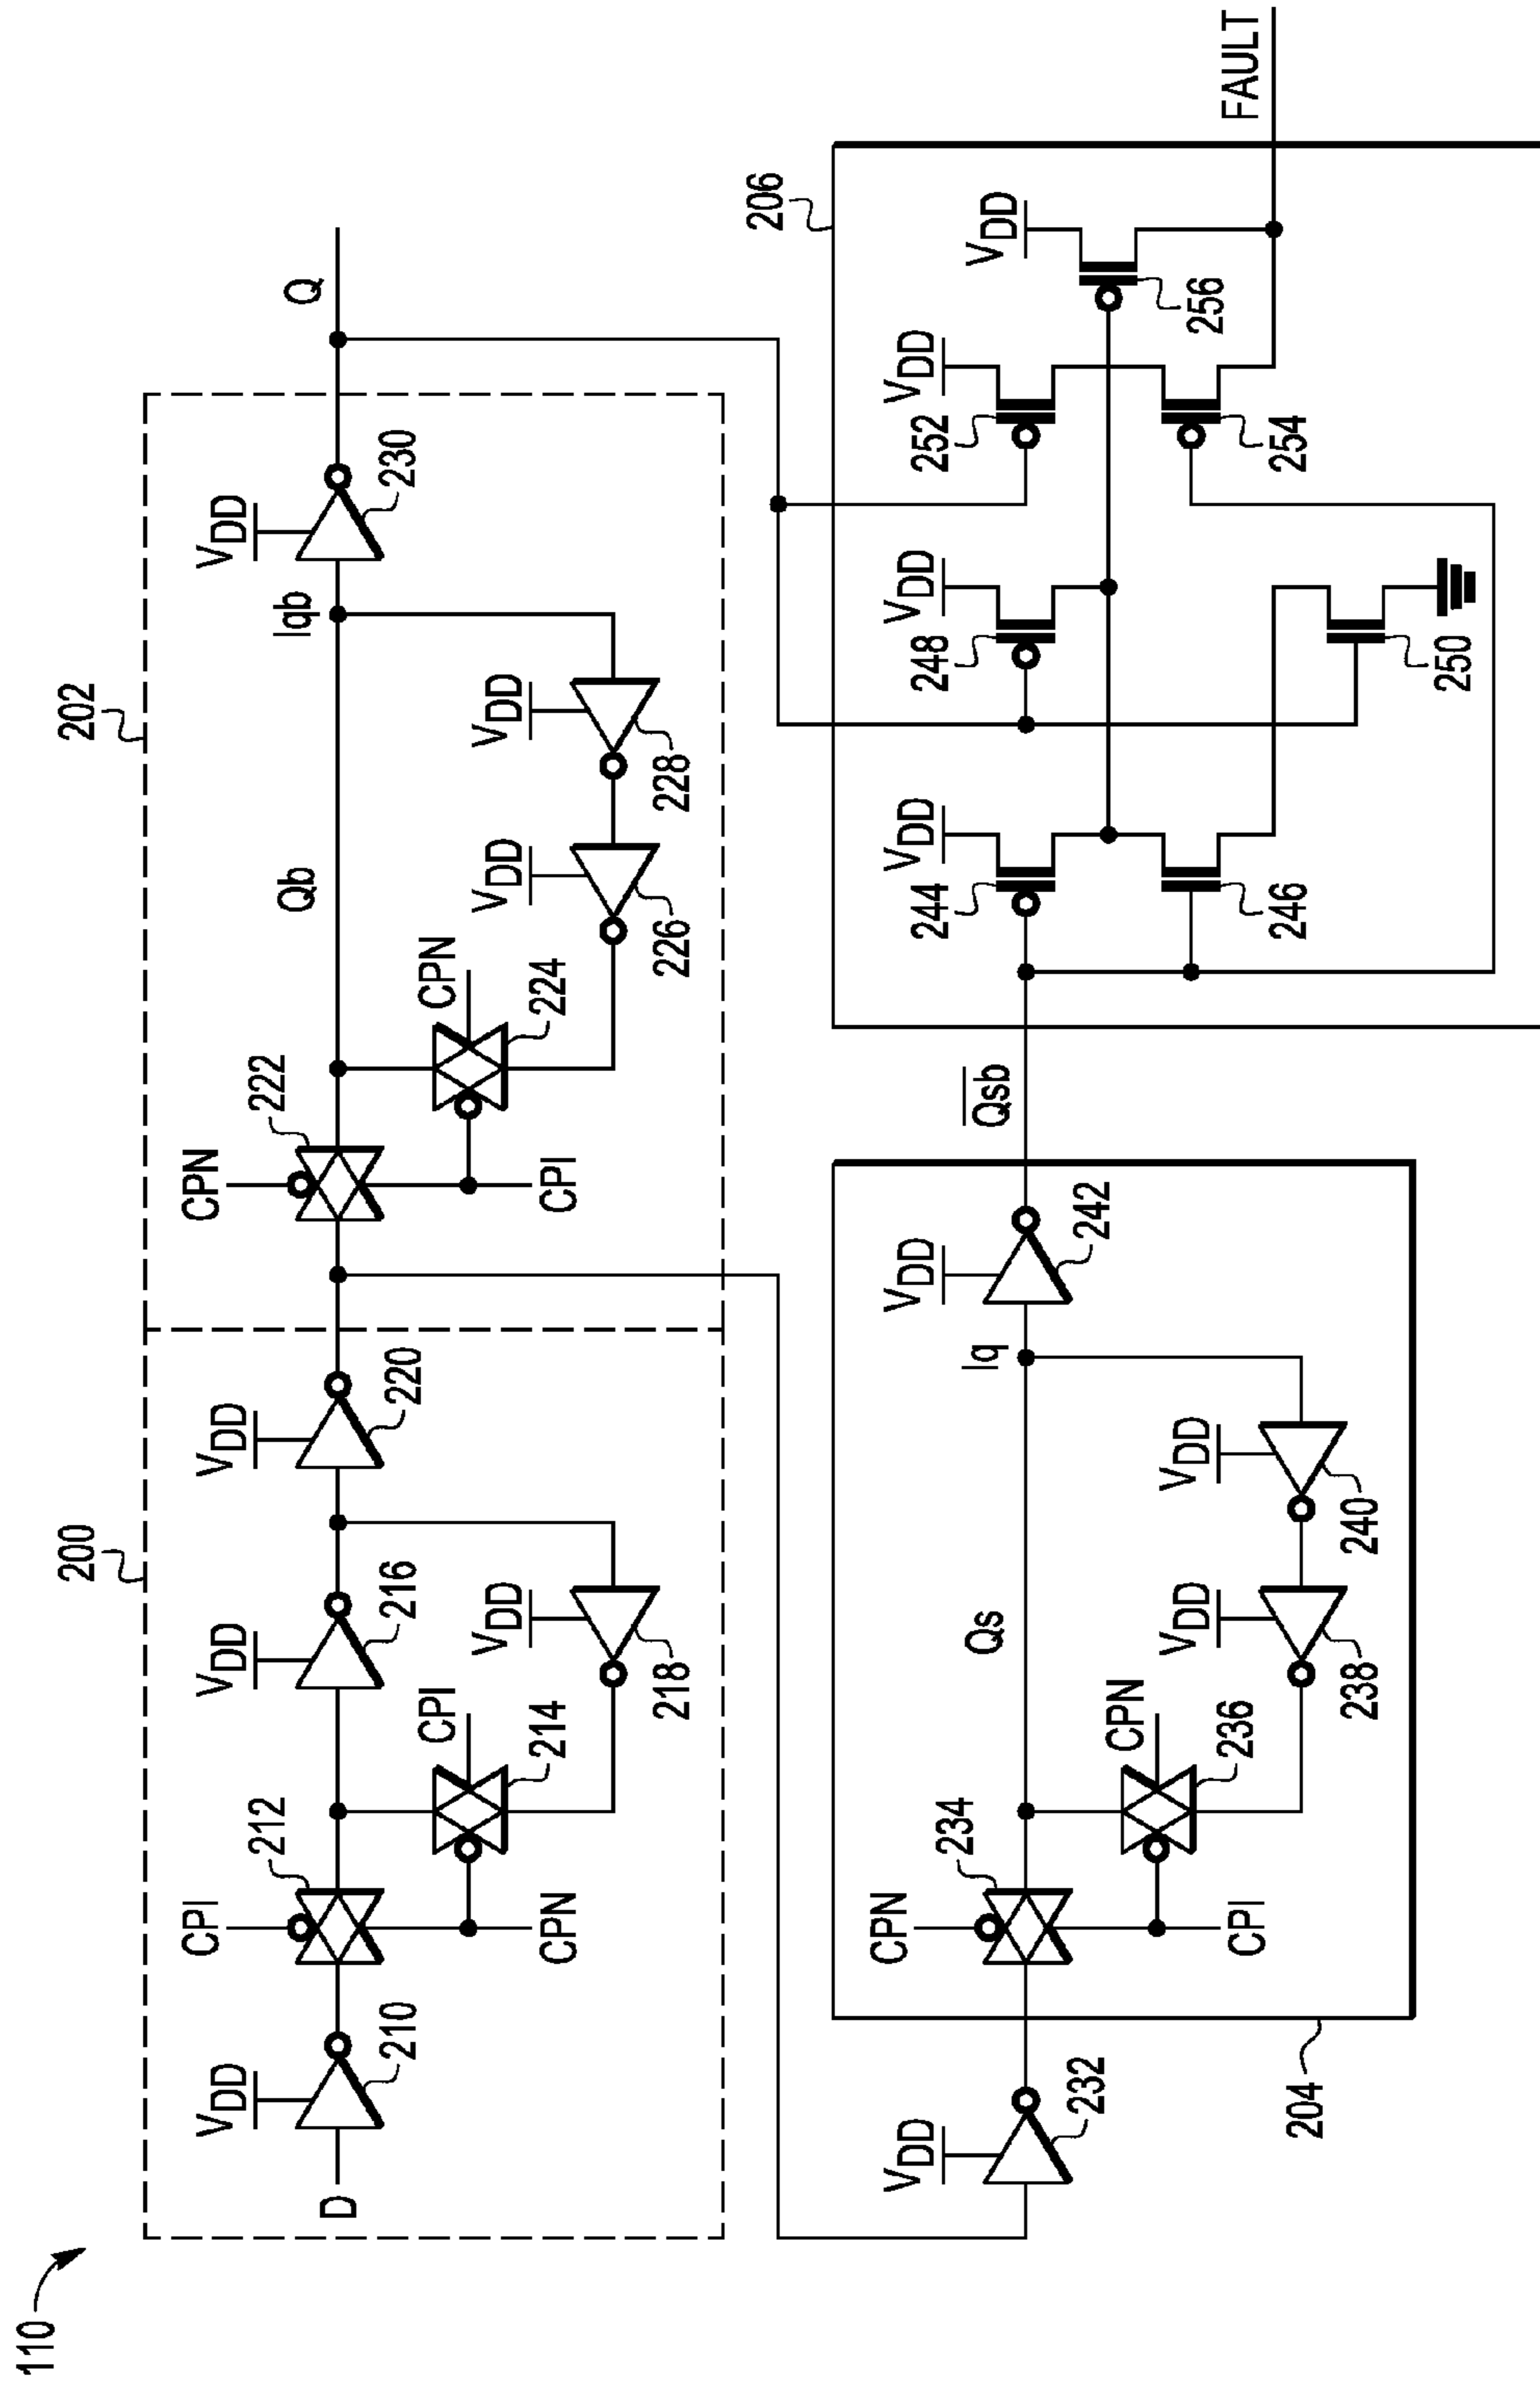 110
200
202
VDD
CPI
212
VDD
VDD
CPN
222
VDD
D
210
216
220
Qb
Iqb
230
Q
CPI
214
VDD
218
CPN
CPN
224
VDD
226
VDD
228
CPI
206
VDD
232
CPN
234
Qs
Iq
VDD
242
Q̅s̅b̅
VDD
244
VDD
248
VDD
252
VDD
256
FAULT
CPN
236
VDD
238
VDD
240
CPI
246
254
250
204